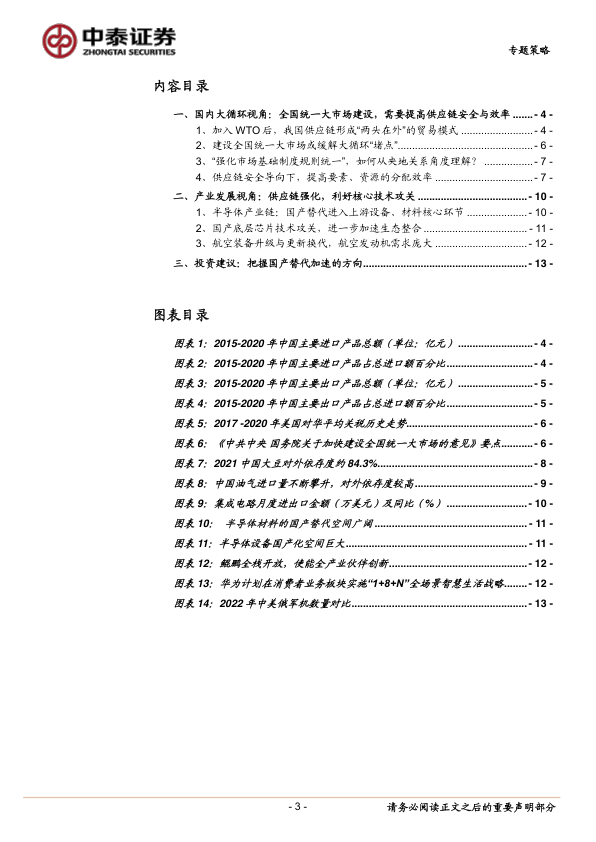 中泰证券
ZHONGTAI SECURITIES
专题策略
内容目录
一、国内大循环视角：全国统一大市场建设，需要提高供应链安全与效率.......- 4 -
1、加入 WTO 后，我国供应链形成“两头在外”的贸易模式.........................- 4 -
2、建设全国统一大市场或缓解大循环“堵点”...............................................- 6 -
3、“强化市场基础制度规则统一”，如何从央地关系角度理解？.................- 7 -
4、供应链安全导向下，提高要素、资源的分配效率..................................- 7 -
二、产业发展视角：供应链强化，利好核心技术攻关......................................- 10 -
1、半导体产业链：国产替代进入上游设备、材料核心环节.....................- 10 -
2、国产底层芯片技术攻关，进一步加速生态整合....................................- 11 -
3、航空装备升级与更新换代，航空发动机需求庞大................................- 12 -
三、投资建议：把握国产替代加速的方向.........................................................- 13 -
图表目录
图表 1：2015-2020 年中国主要进口产品总额（单位：亿元）..........................- 4 -
图表 2：2015-2020 年中国主要进口产品占总进口额百分比..............................- 4 -
图表 3：2015-2020 年中国主要出口产品总额（单位：亿元）..........................- 5 -
图表 4：2015-2020 年中国主要出口产品占总进口额百分比..............................- 5 -
图表 5：2017 -2020 年美国对华平均关税历史走势............................................- 6 -
图表 6：《中共中央 国务院关于加快建设全国统一大市场的意见》要点...........- 6 -
图表 7：2021 中国大豆对外依存度约 84.3%......................................................- 8 -
图表 8：中国油气进口量不断攀升，对外依存度较高.........................................- 9 -
图表 9：集成电路月度进出口金额（万美元）及同比（%）............................- 10 -
图表 10： 半导体材料的国产替代空间广阔.....................................................- 11 -
图表 11：半导体设备国产化空间巨大...............................................................- 11 -
图表 12：鲲鹏全栈开放，使能全产业伙伴创新................................................- 12 -
图表 13：华为计划在消费者业务板块实施“1+8+N”全场景智慧生活战略........- 12 -
图表 14：2022 年中美俄军机数量对比.............................................................- 13 -
- 3 -
请务必阅读正文之后的重要声明部分